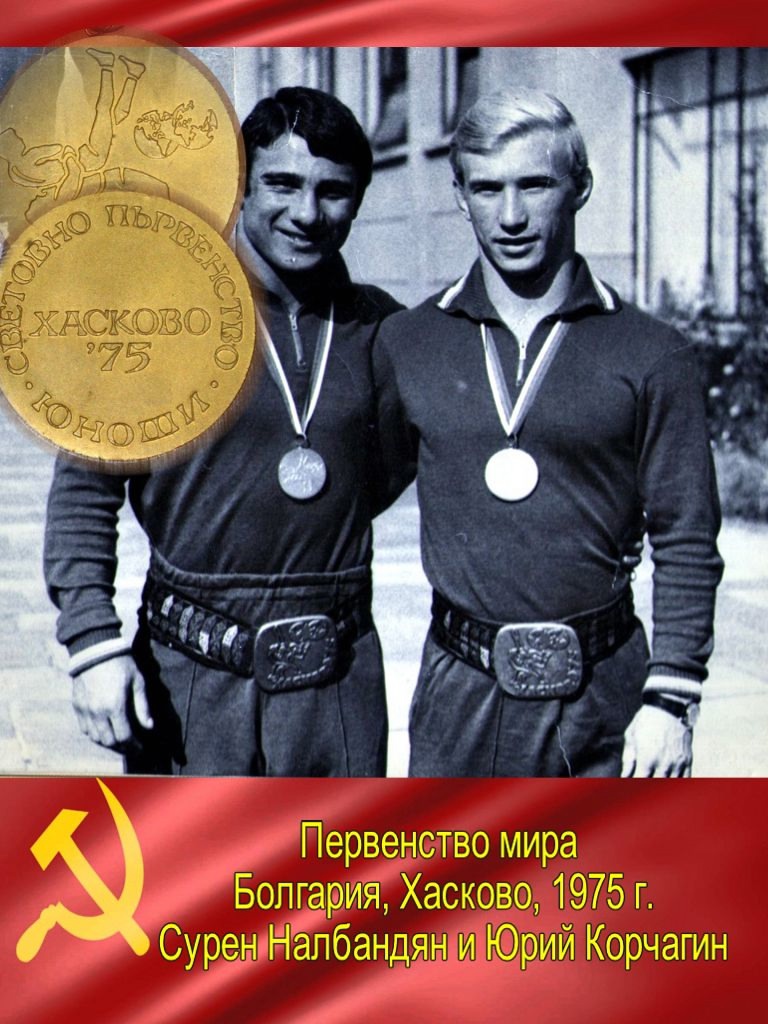 СВЕТОВНО ПЪРВЕНСТВО
ХАСКОВО
'75
· ЮНОШИ ·
Первенство мира
Болгария, Хасково, 1975 г.
Сурен Налбандян и Юрий Корчагин